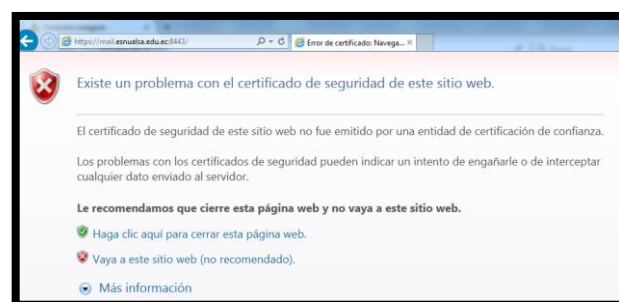 https://mail.esnualsa.edu.ec:9443/
Error de certificado: Navega...
Existe un problema con el certificado de seguridad de este sitio web.
El certificado de seguridad de este sitio web no fue emitido por una entidad de certificación de confianza.
Los problemas con los certificados de seguridad pueden indicar un intento de engañarle o de interceptar
cualquier dato enviado al servidor.
Le recomendamos que cierre esta página web y no vaya a este sitio web.
Haga clic aquí para cerrar esta página web.
Vaya a este sitio web (no recomendado).
Más información